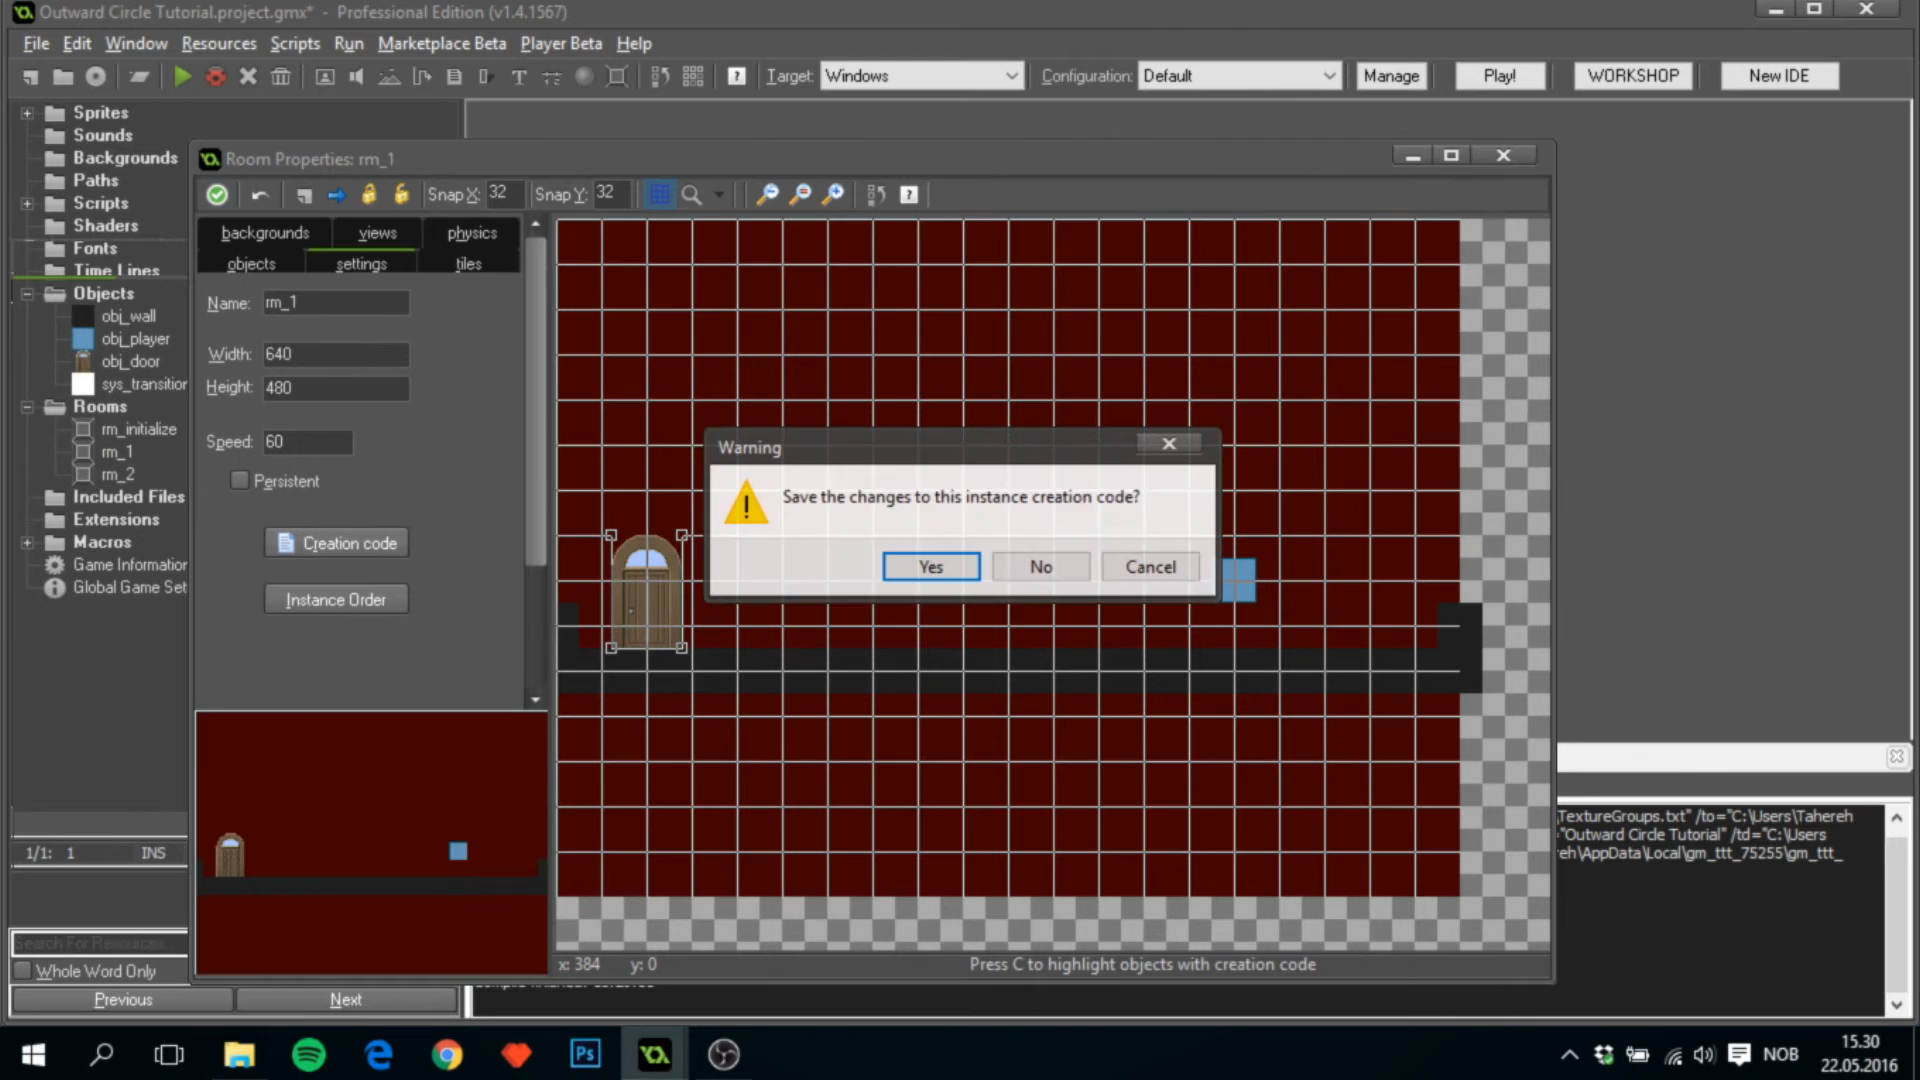 Outward Circle Tutorial.project.gmx* - Professional Edition (v1.4.1567)
File Edit Window Resources Scripts Run Marketplace Beta Player Beta Help
Target: Windows Configuration: Default Manage Play! WORKSHOP New IDE
Sprites
Sounds
Backgrounds
Paths
Scripts
Shaders
Fonts
Time Lines
Objects
obj_wall
obj_player
obj_door
sys_transition
Rooms
rm_initialize
rm_1
rm_2
Included Files
Extensions
Macros
Game Information
Global Game Set
Room Properties: rm_1
Snap X: 32 Snap Y: 32
backgrounds views physics
objects settings tiles
Name: rm_1
Width: 640
Height: 480
Speed: 60
Persistent
Creation code
Instance Order
Warning
Save the changes to this instance creation code?
Yes No Cancel
x: 384 y: 0 Press C to highlight objects with creation code
1/1: 1 INS
Search For Resources...
Whole Word Only
Previous Next
\TextureGroups.txt" /to="C:\Users\Tahereh
="Outward Circle Tutorial" /td="C:\Users
eh\AppData\Local\gm_ttt_75255\gm_ttt_
Ps
NOB
15.30
22.05.2016